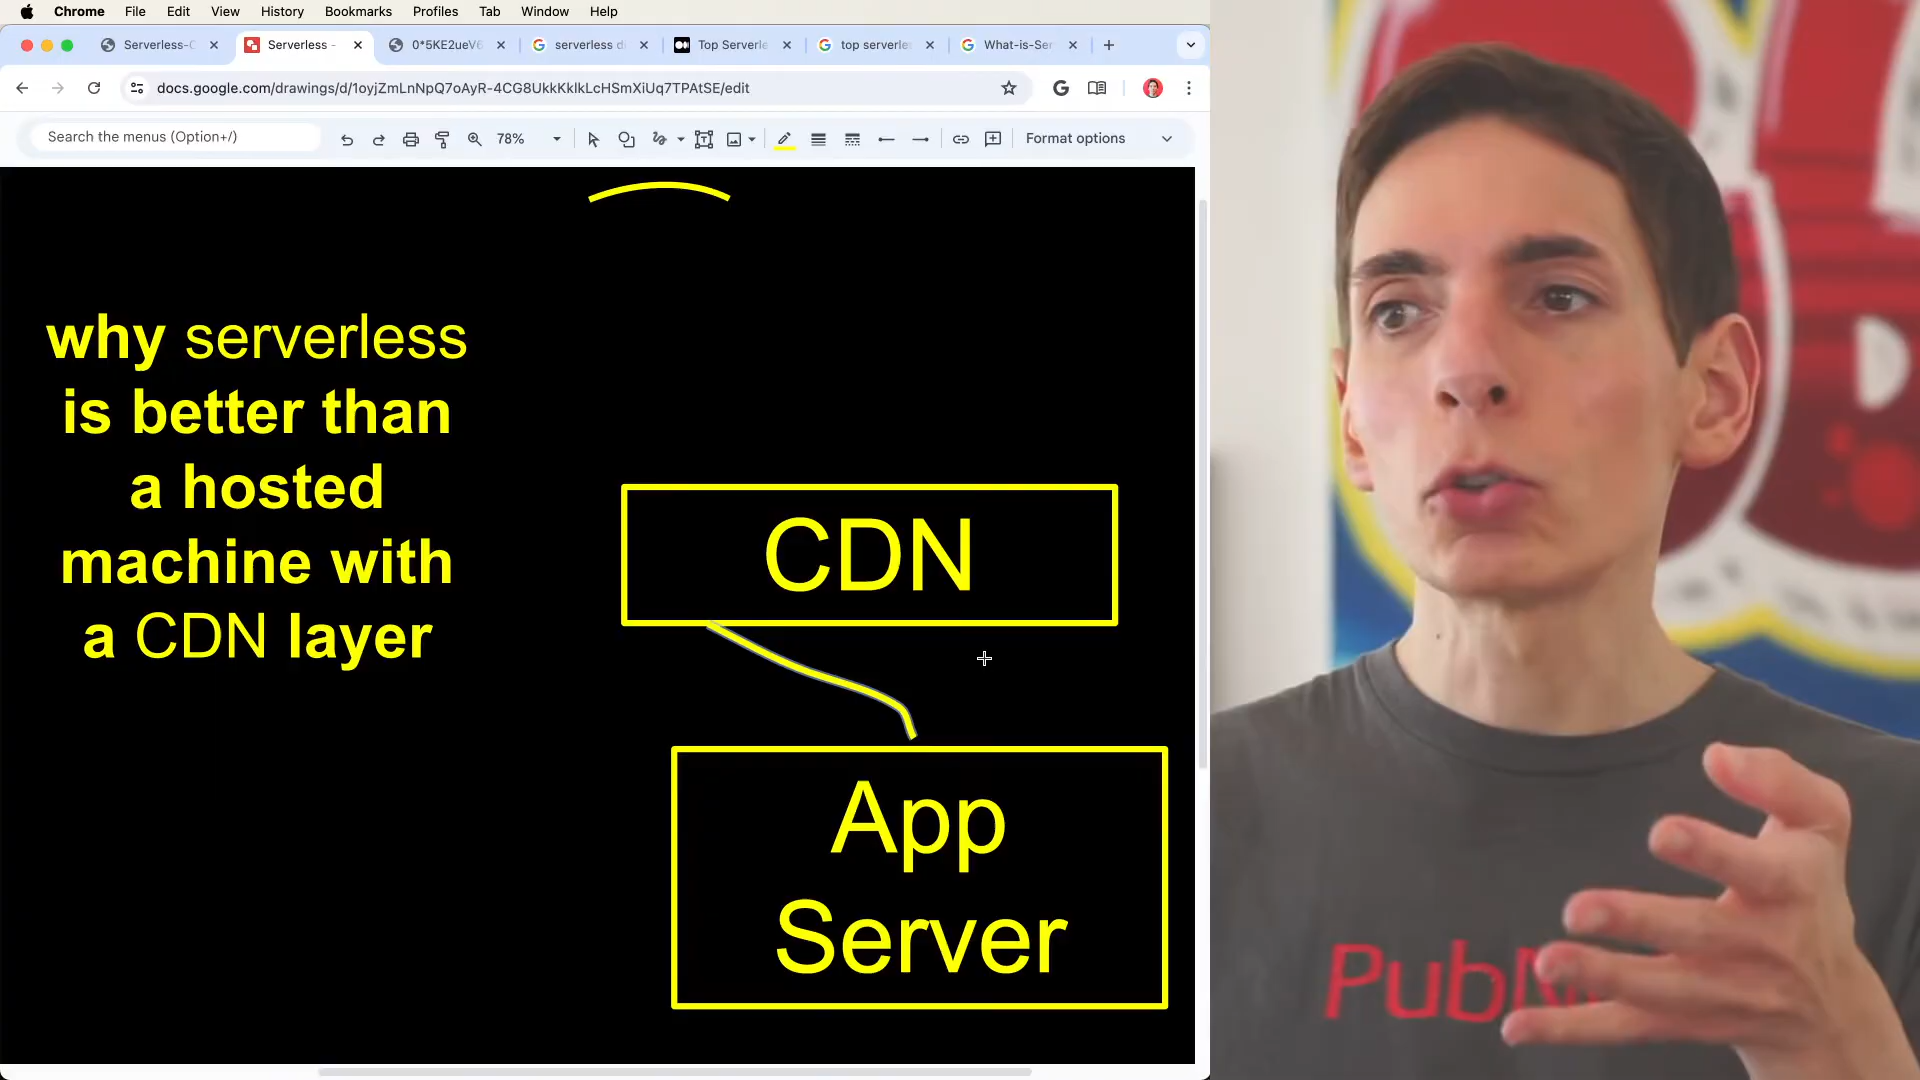 Chrome File Edit View History Bookmarks Profiles Tab Window Help
Serverless-C Serverless - 0*5KE2ueV6 serverless di Top Serverle top serverles What-is-Ser
docs.google.com/drawings/d/1oyjZmLnNpQ7oAyR-4CG8UkkKklkLcHSmXiUq7TPAtSE/edit
Search the menus (Option+/) 78% Format options
why serverless
is better than
a hosted
machine with
a CDN layer
CDN
App
Server